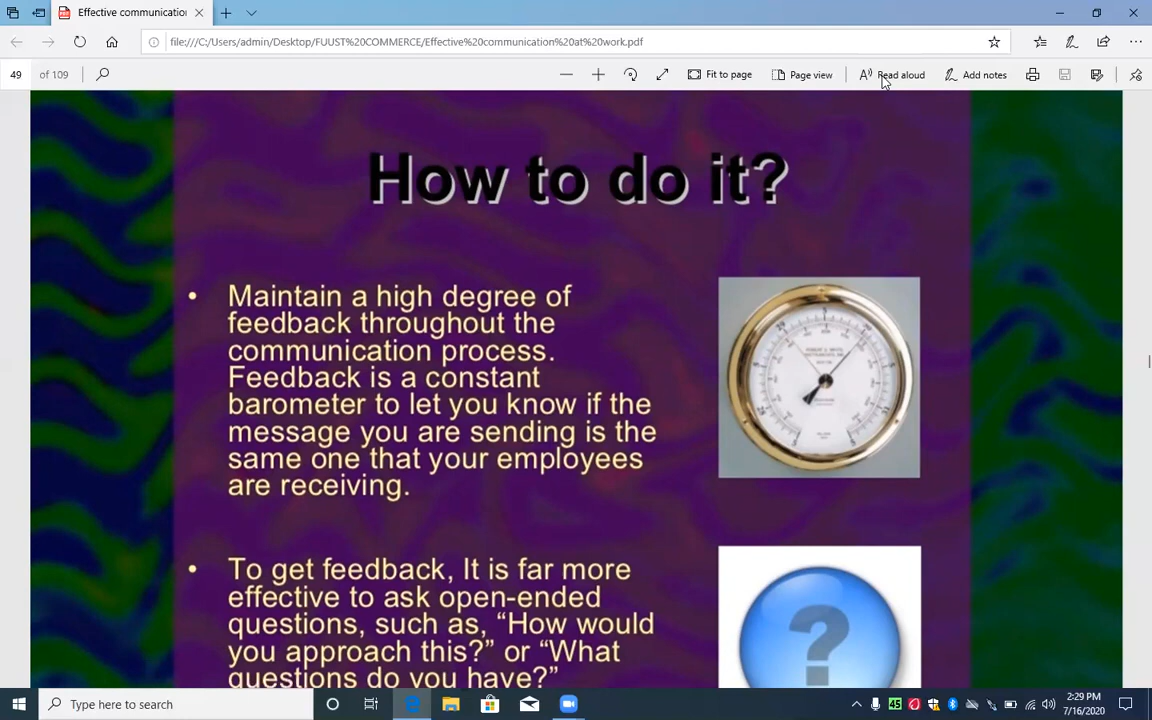 Effective communication
file:///C:/Users/admin/Desktop/FUUST%20COMMERCE/Effective%20communication%20at%20work.pdf
49 of 109
Fit to page
Page view
Read aloud
Add notes
How to do it?
• Maintain a high degree of
feedback throughout the
communication process.
Feedback is a constant
barometer to let you know if the
message you are sending is the
same one that your employees
are receiving.
• To get feedback, It is far more
effective to ask open-ended
questions, such as, “How would
you approach this?” or “What
questions do you have?”
?
Type here to search
45
2:29 PM
7/16/2020